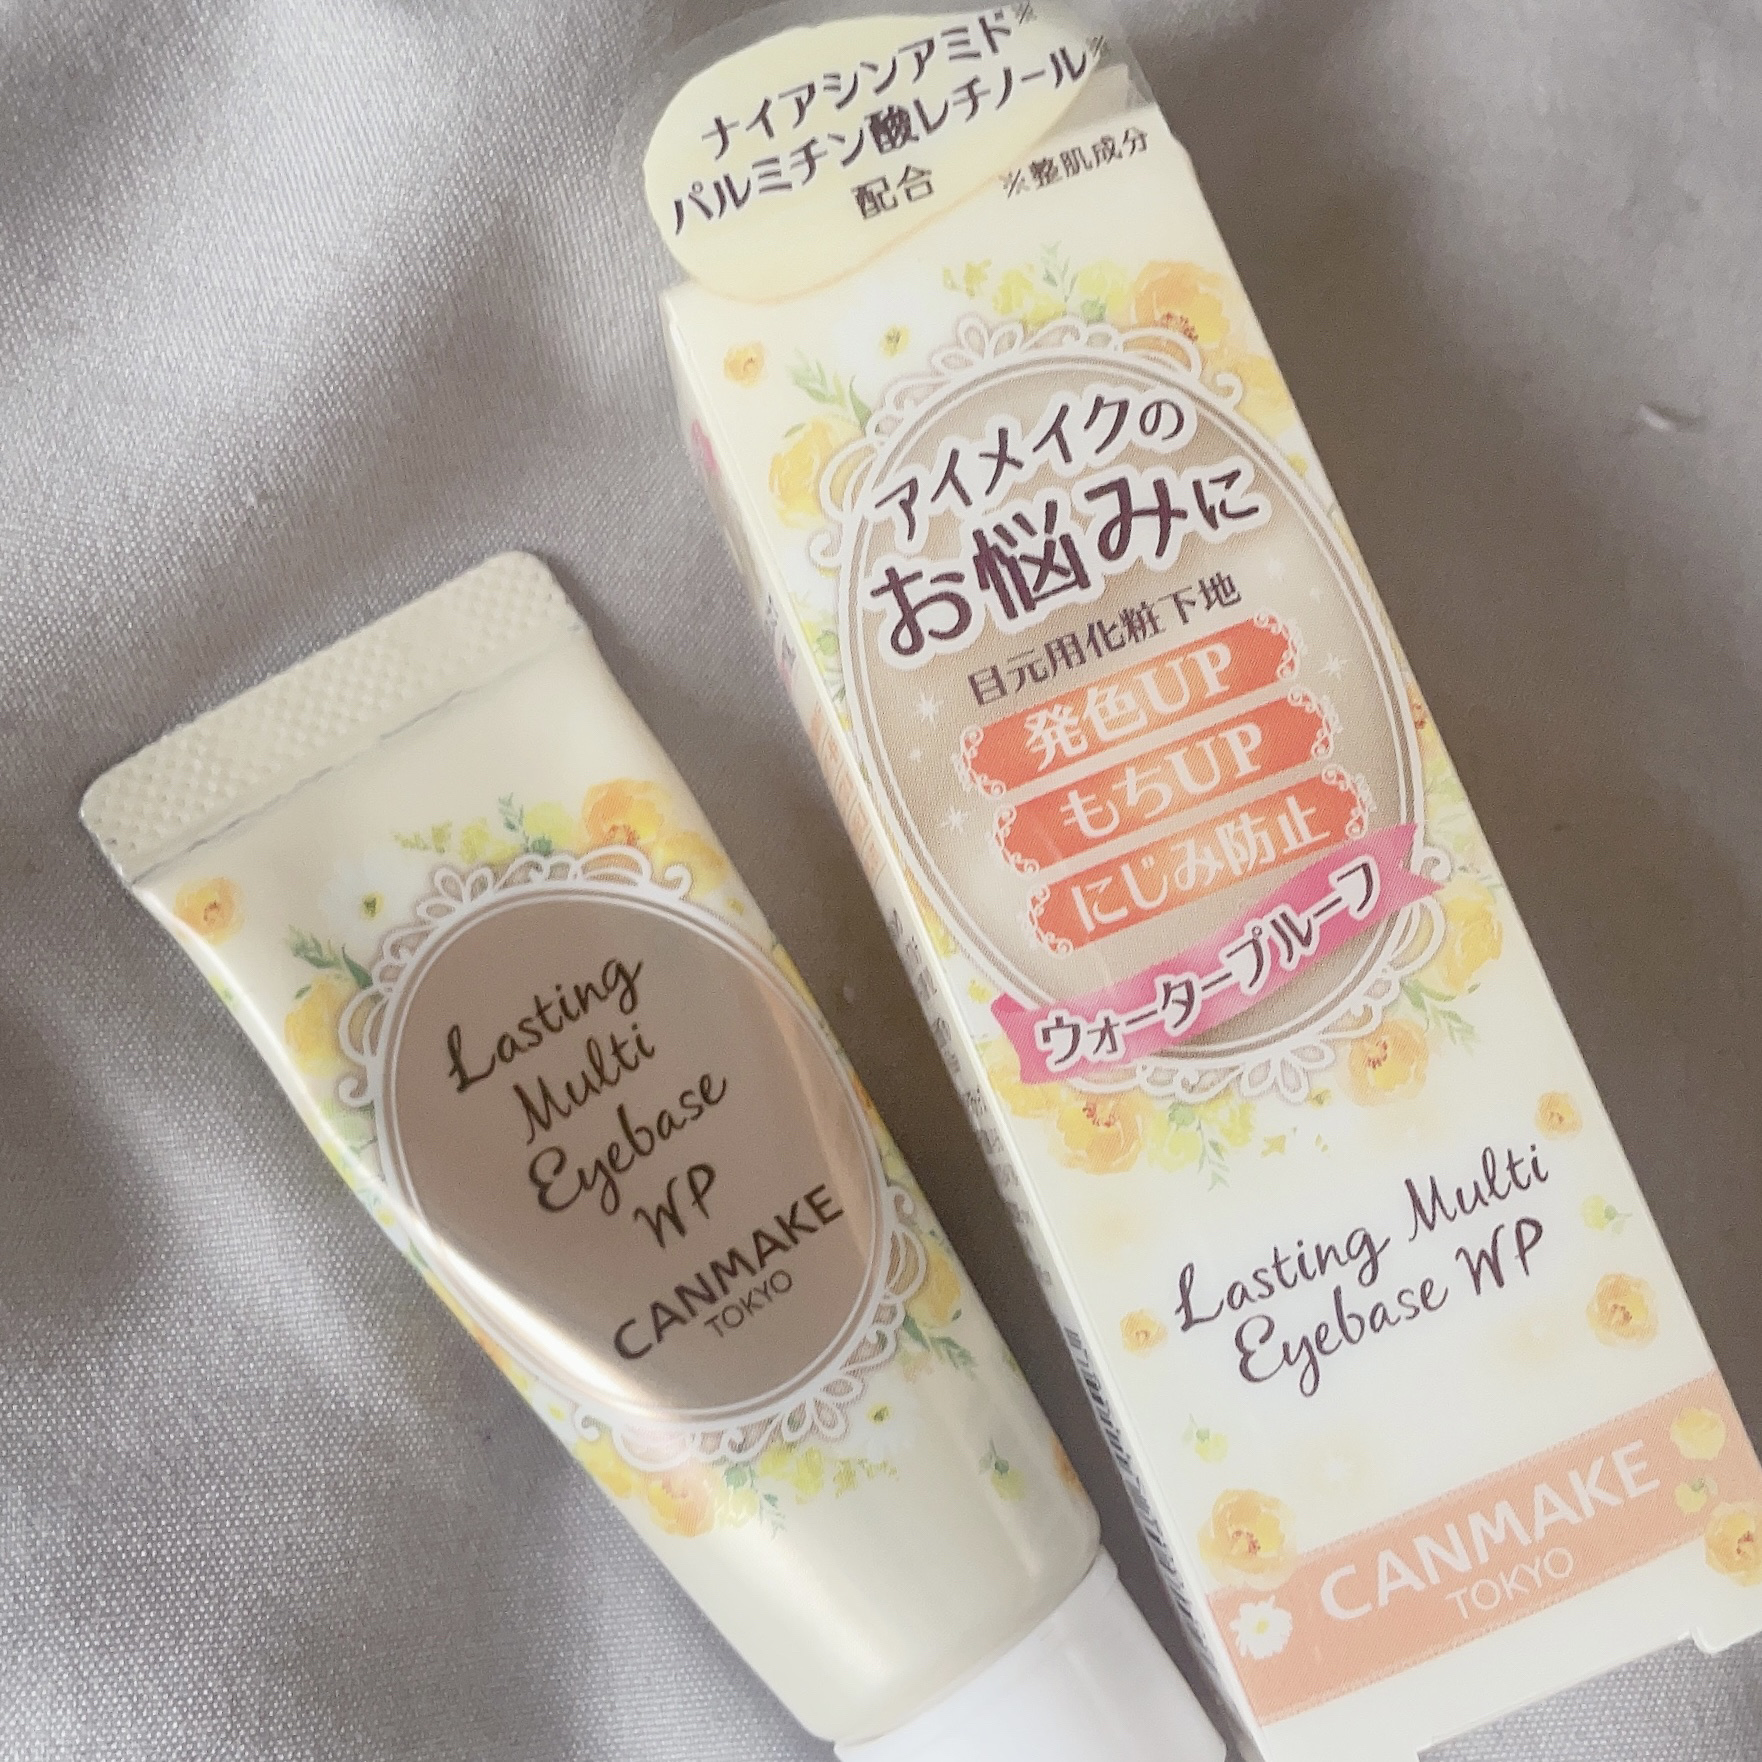 ナイアシンアミド※
パルミチン酸レチノール※
配合
※整肌成分
アイメイクの
お悩みに
目元用化粧下地
発色UP
もちUP
にじみ防止
ウォータープルーフ
Lasting Multi
Eyebase WP
CANMAKE
TOKYO
Lasting
Multi
Eyebase
WP
CANMAKE
TOKYO